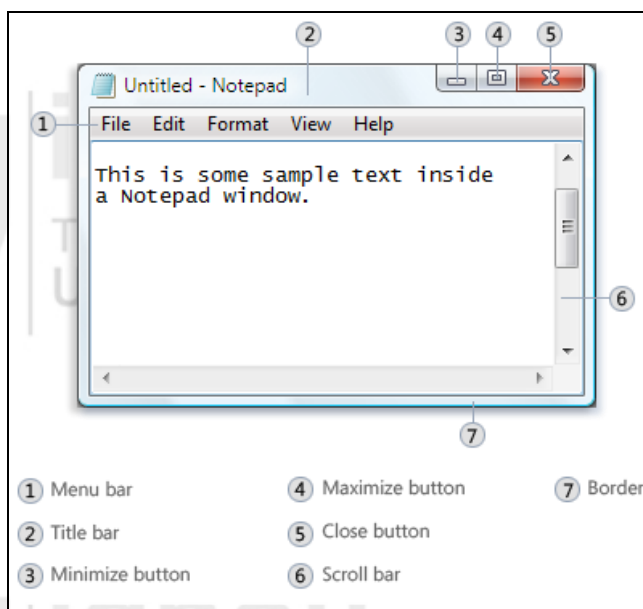 2 3 4 5
Untitled - Notepad
1 File Edit Format View Help
This is some sample text inside
a Notepad window.
6
7
1 Menu bar 4 Maximize button 7 Border
2 Title bar 5 Close button
3 Minimize button 6 Scroll bar